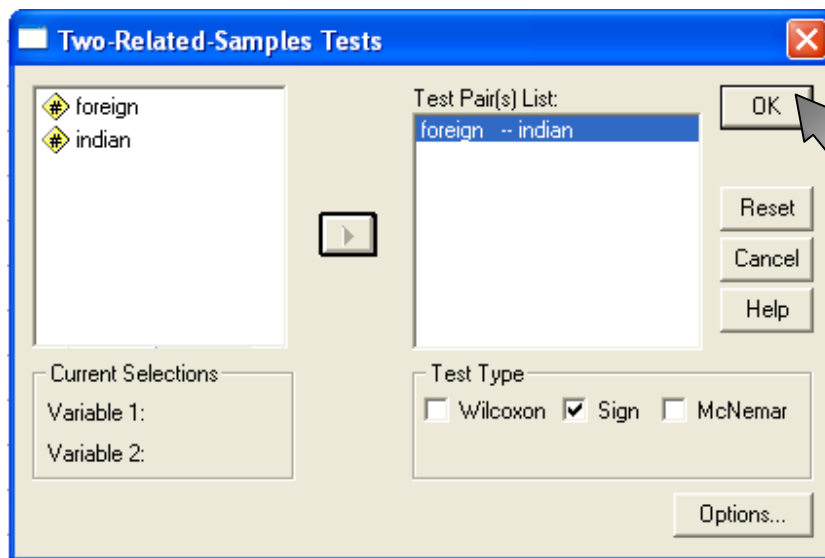 Two-Related-Samples Tests
# foreign
# indian
Test Pair(s) List:
foreign -- indian
OK
Reset
Cancel
Help
Current Selections
Variable 1:
Variable 2:
Test Type
Wilcoxon Sign McNemar
Options...